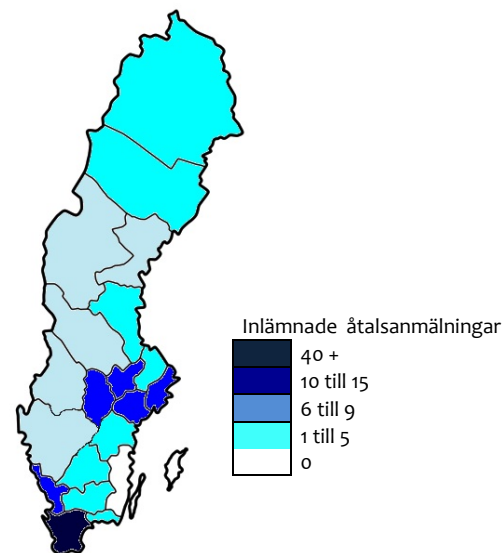 Inlämnade åtalsanmälningar
40 +
10 till 15
6 till 9
1 till 5
0